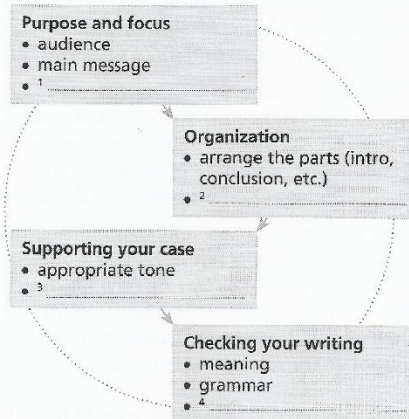 Purpose and focus
• audience
• main message
• 1
Organization
• arrange the parts (intro,
conclusion, etc.)
• 2
Supporting your case
• appropriate tone
• 3
Checking your writing
• meaning
• grammar
• 4